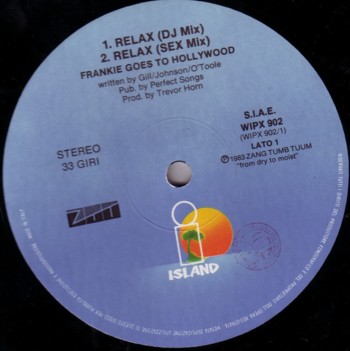 1. RELAX (DJ Mix)
2. RELAX (SEX Mix)
FRANKIE GOES TO HOLLYWOOD
written by Gill/Johnson/O'Toole
Pub. by Perfect Songs
Prod. by Trevor Horn
STEREO
33 GIRI
S.I.A.E.
WIPX 902
(WIPX 902/1)
LATO 1
℗ 1983 ZANG TUMB TUUM
"from dry to moist"
ZTT
ISLAND